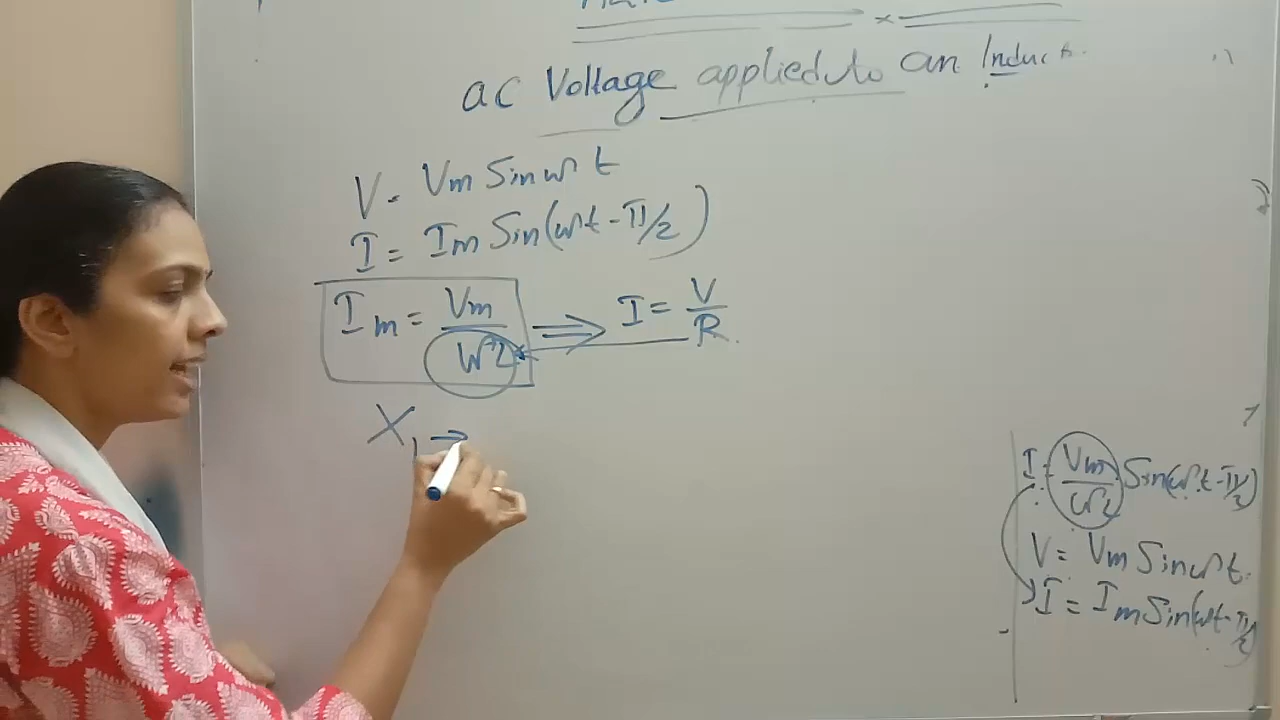 ac Voltage applied to an Induct
V = Vm Sin ωt
I = Im Sin(ωt - π/2)
Im = Vm/ωL ⟹ I = V/R
XL →
I = Vm/ωL Sin(ωt - π/2)
V = Vm Sin ωt.
I = Im Sin(ωt - π/2)